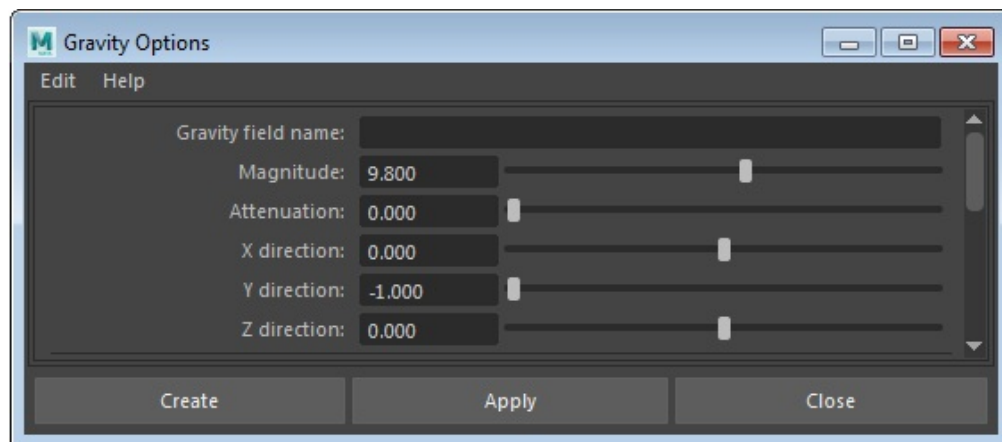 Gravity Options
Edit Help
Gravity field name:
Magnitude: 9.800
Attenuation: 0.000
X direction: 0.000
Y direction: -1.000
Z direction: 0.000
Create Apply Close